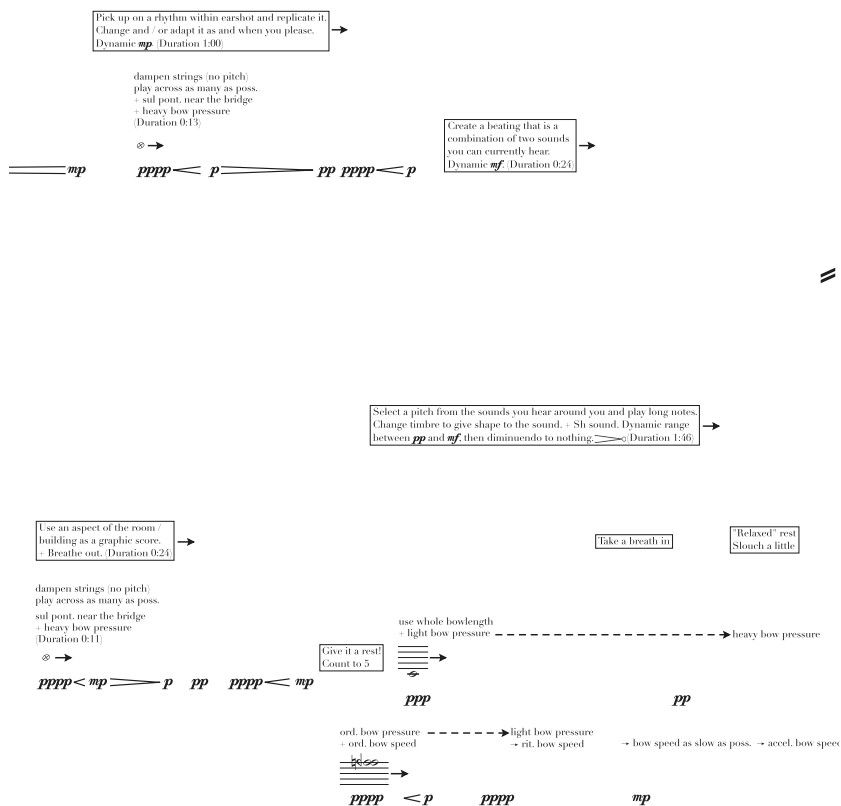 Pick up on a rhythm within earshot and replicate it.
Change and / or adapt it as and when you please.
Dynamic mp. (Duration 1:00)
dampen strings (no pitch)
play across as many as poss.
+ sul pont. near the bridge
+ heavy bow pressure
(Duration 0:13)
Create a beating that is a
combination of two sounds
you can currently hear.
Dynamic mf. (Duration 0:24)
mp pppp p pp pppp p
Select a pitch from the sounds you hear around you and play long notes.
Change timbre to give shape to the sound. + Sh sound. Dynamic range
between pp and mf, then diminuendo to nothing. (Duration 1:46)
Use an aspect of the room /
building as a graphic score.
+ Breathe out. (Duration 0:24)
Take a breath in
"Relaxed" rest
Slouch a little
dampen strings (no pitch)
play across as many as poss.
sul pont. near the bridge
+ heavy bow pressure
(Duration 0:11)
Give it a rest!
Count to 5
use whole bowlength
+ light bow pressure
heavy bow pressure
pppp mp p pp pppp mp
ppp pp
ord. bow pressure
+ ord. bow speed
light bow pressure
→ rit. bow speed
→ bow speed as slow as poss. → accel. bow speed
pppp p pppp mp